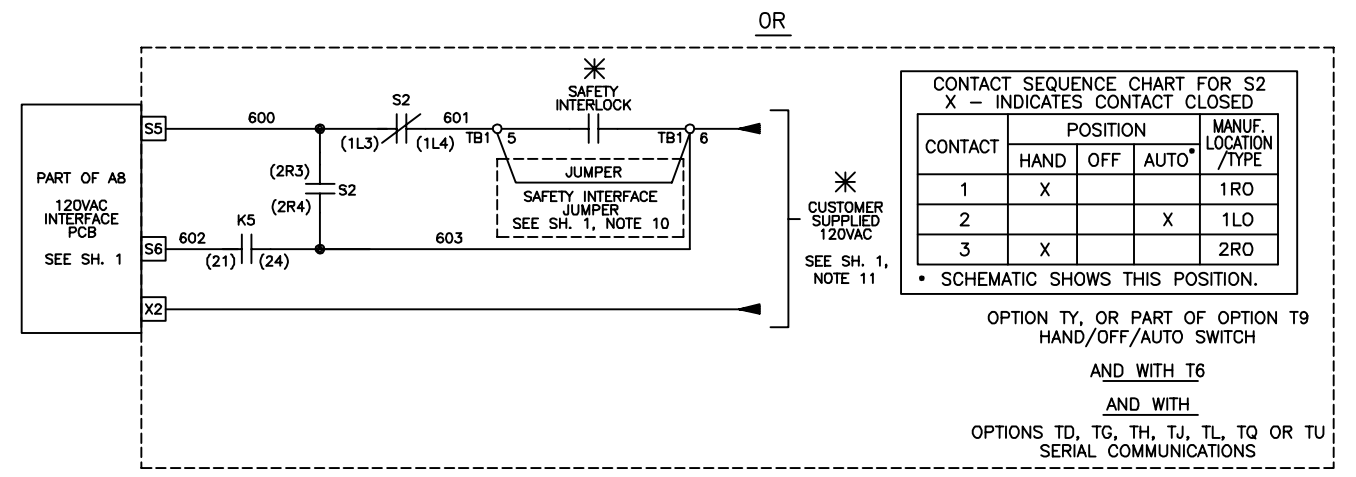 OR
PART OF A8
120VAC
INTERFACE
PCB
SEE SH. 1
S5
600
S2
(1L3)
(1L4)
601
TB1
5
SAFETY
INTERLOCK
TB1
6
JUMPER
SAFETY INTERFACE
JUMPER
SEE SH. 1, NOTE 10
(2R3)
S2
(2R4)
S6
602
K5
(21)
(24)
603
X2
CUSTOMER
SUPPLIED
120VAC
SEE SH. 1,
NOTE 11
CONTACT SEQUENCE CHART FOR S2
X – INDICATES CONTACT CLOSED
CONTACT
POSITION
MANUF.
LOCATION
/TYPE
HAND OFF AUTO•
1 X 1RO
2 X 1LO
3 X 2RO
• SCHEMATIC SHOWS THIS POSITION.
OPTION TY, OR PART OF OPTION T9
HAND/OFF/AUTO SWITCH
AND WITH T6
AND WITH
OPTIONS TD, TG, TH, TJ, TL, TQ OR TU
SERIAL COMMUNICATIONS